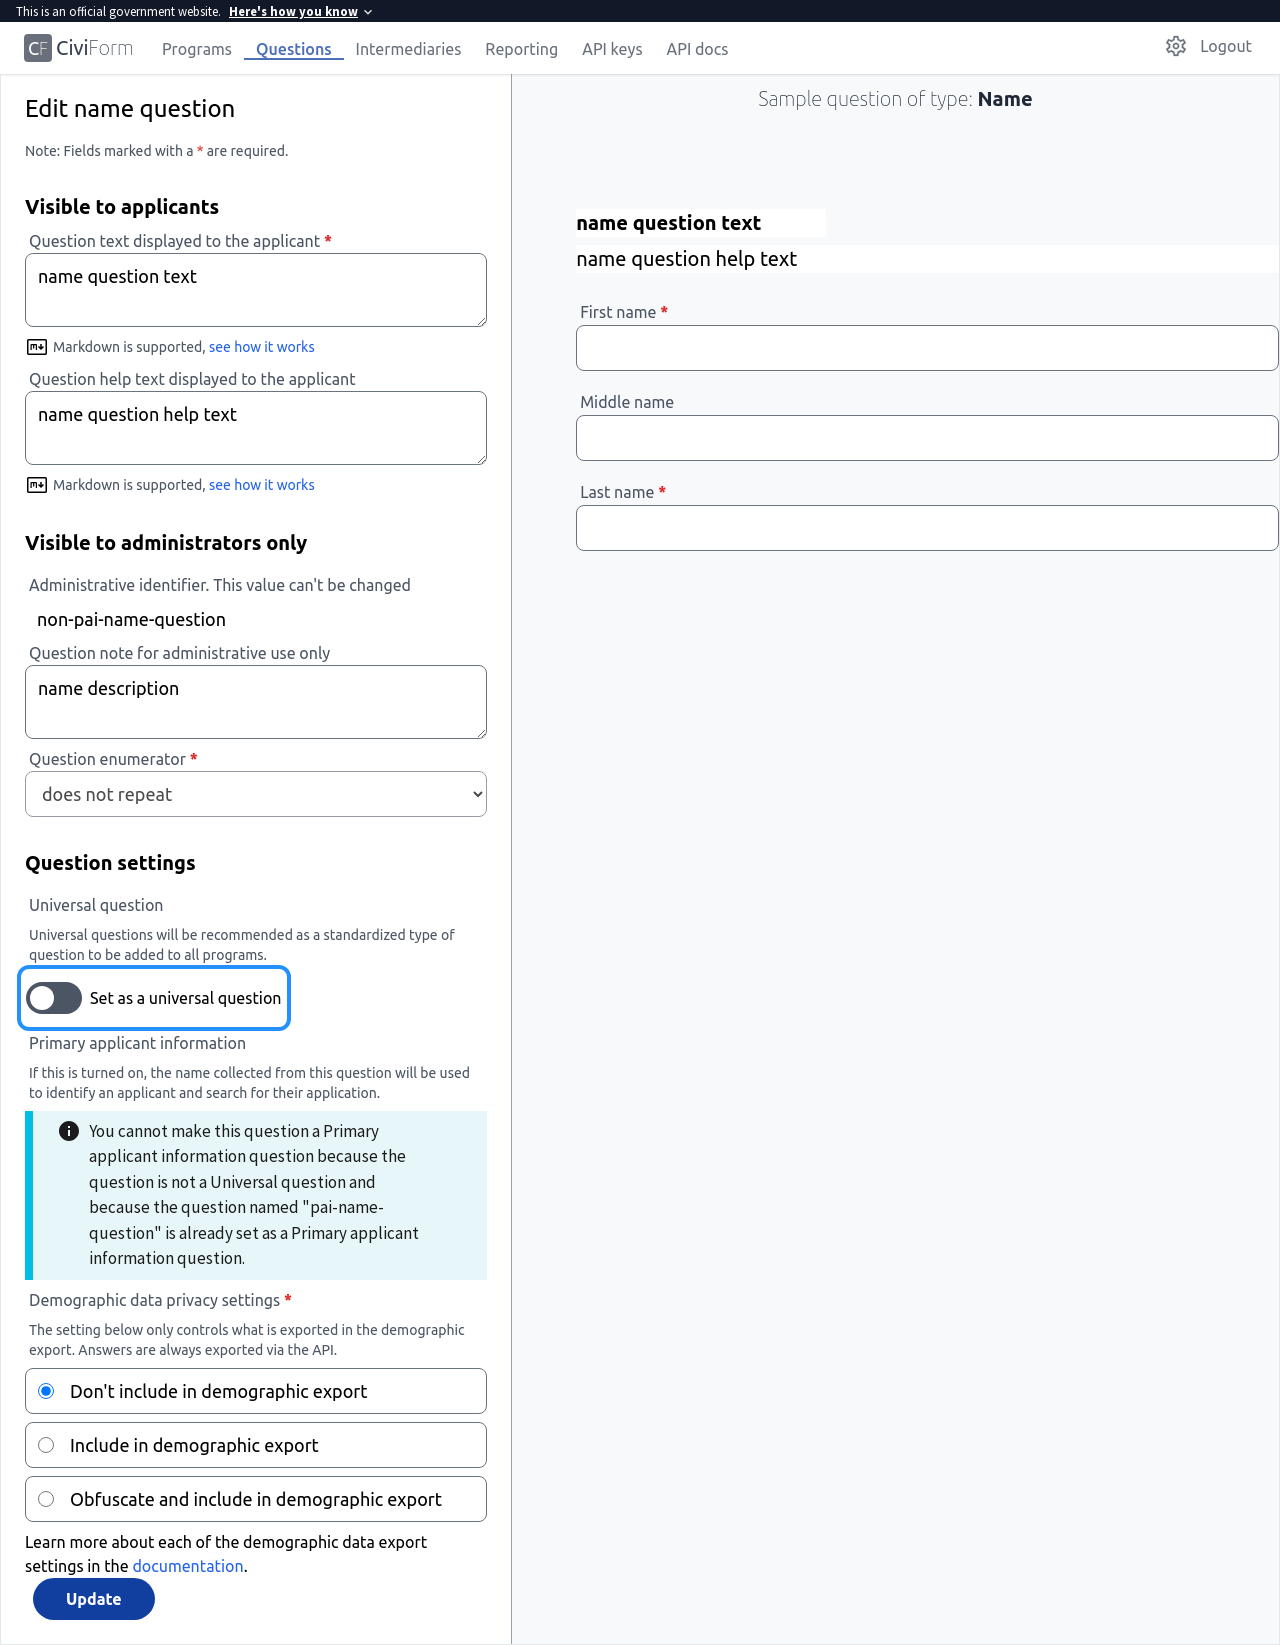 This is an official government website. Here's how you know
CF CiviForm Programs Questions Intermediaries Reporting API keys API docs Logout
Edit name question
Note: Fields marked with a * are required.
Visible to applicants
Question text displayed to the applicant *
name question text
Markdown is supported, see how it works
Question help text displayed to the applicant
name question help text
Markdown is supported, see how it works
Visible to administrators only
Administrative identifier. This value can't be changed
non-pai-name-question
Question note for administrative use only
name description
Question enumerator *
does not repeat
Question settings
Universal question
Universal questions will be recommended as a standardized type of
question to be added to all programs.
Set as a universal question
Primary applicant information
If this is turned on, the name collected from this question will be used
to identify an applicant and search for their application.
You cannot make this question a Primary
applicant information question because the
question is not a Universal question and
because the question named "pai-name-
question" is already set as a Primary applicant
information question.
Demographic data privacy settings *
The setting below only controls what is exported in the demographic
export. Answers are always exported via the API.
Don't include in demographic export
Include in demographic export
Obfuscate and include in demographic export
Learn more about each of the demographic data export
settings in the documentation.
Update
Sample question of type: Name
name question text
name question help text
First name *
Middle name
Last name *